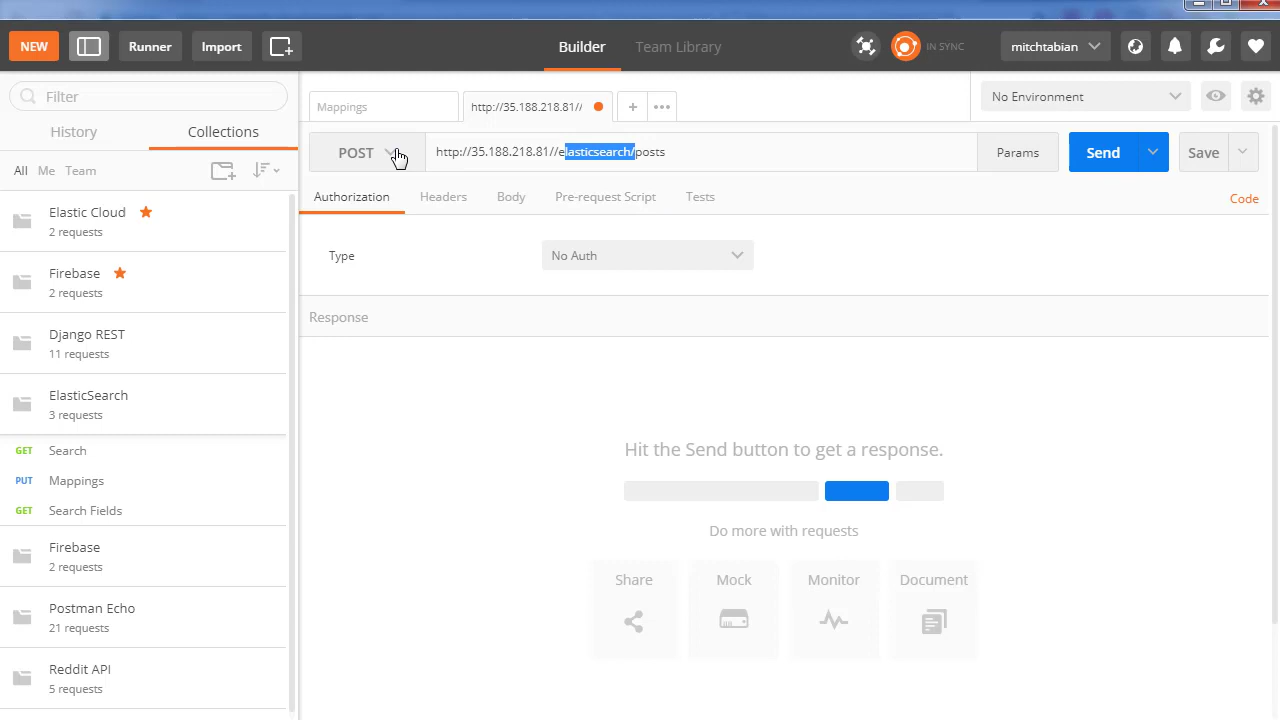 NEW
Runner
Import
Builder
Team Library
IN SYNC
mitchtabian
Filter
History
Collections
All
Me
Team
Elastic Cloud
2 requests
Firebase
2 requests
Django REST
11 requests
ElasticSearch
3 requests
GET Search
PUT Mappings
GET Search Fields
Firebase
2 requests
Postman Echo
21 requests
Reddit API
5 requests
Mappings
http://35.188.218.81//
+
No Environment
POST
http://35.188.218.81//elasticsearch/posts
Params
Send
Save
Authorization
Headers
Body
Pre-request Script
Tests
Code
Type
No Auth
Response
Hit the Send button to get a response.
Do more with requests
Share
Mock
Monitor
Document